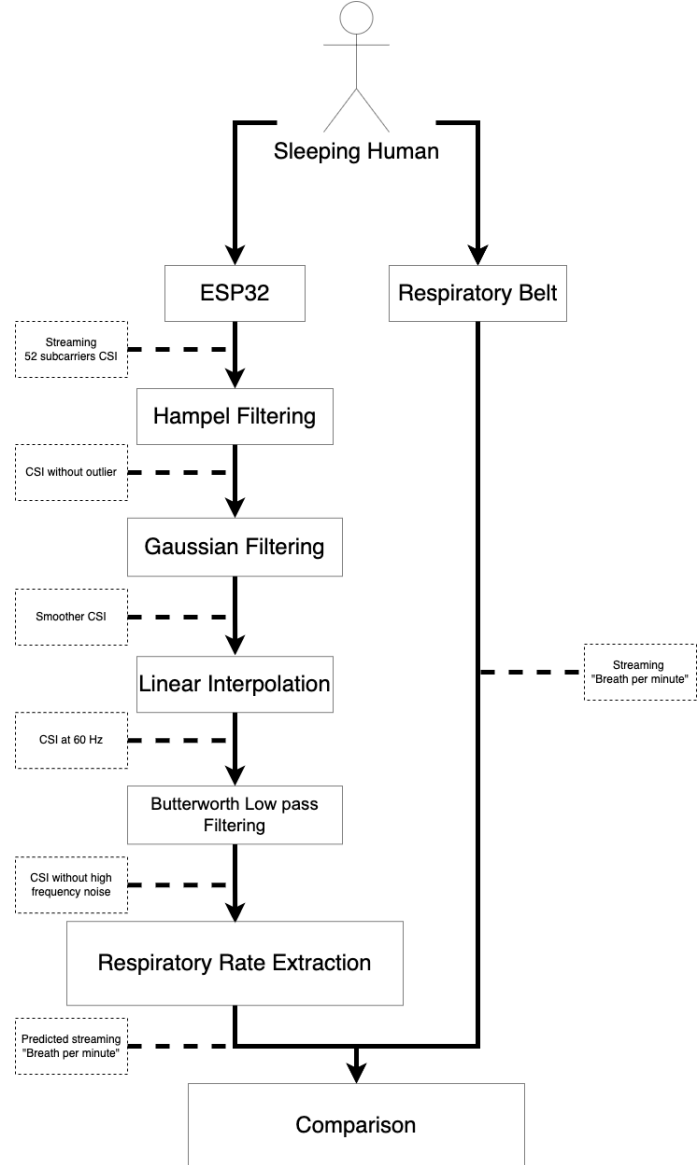 Sleeping Human
ESP32
Respiratory Belt
Streaming
52 subcarriers CSI
Hampel Filtering
CSI without outlier
Gaussian Filtering
Smoother CSI
Linear Interpolation
Streaming
"Breath per minute"
CSI at 60 Hz
Butterworth Low pass
Filtering
CSI without high
frequency noise
Respiratory Rate Extraction
Predicted streaming
"Breath per minute"
Comparison